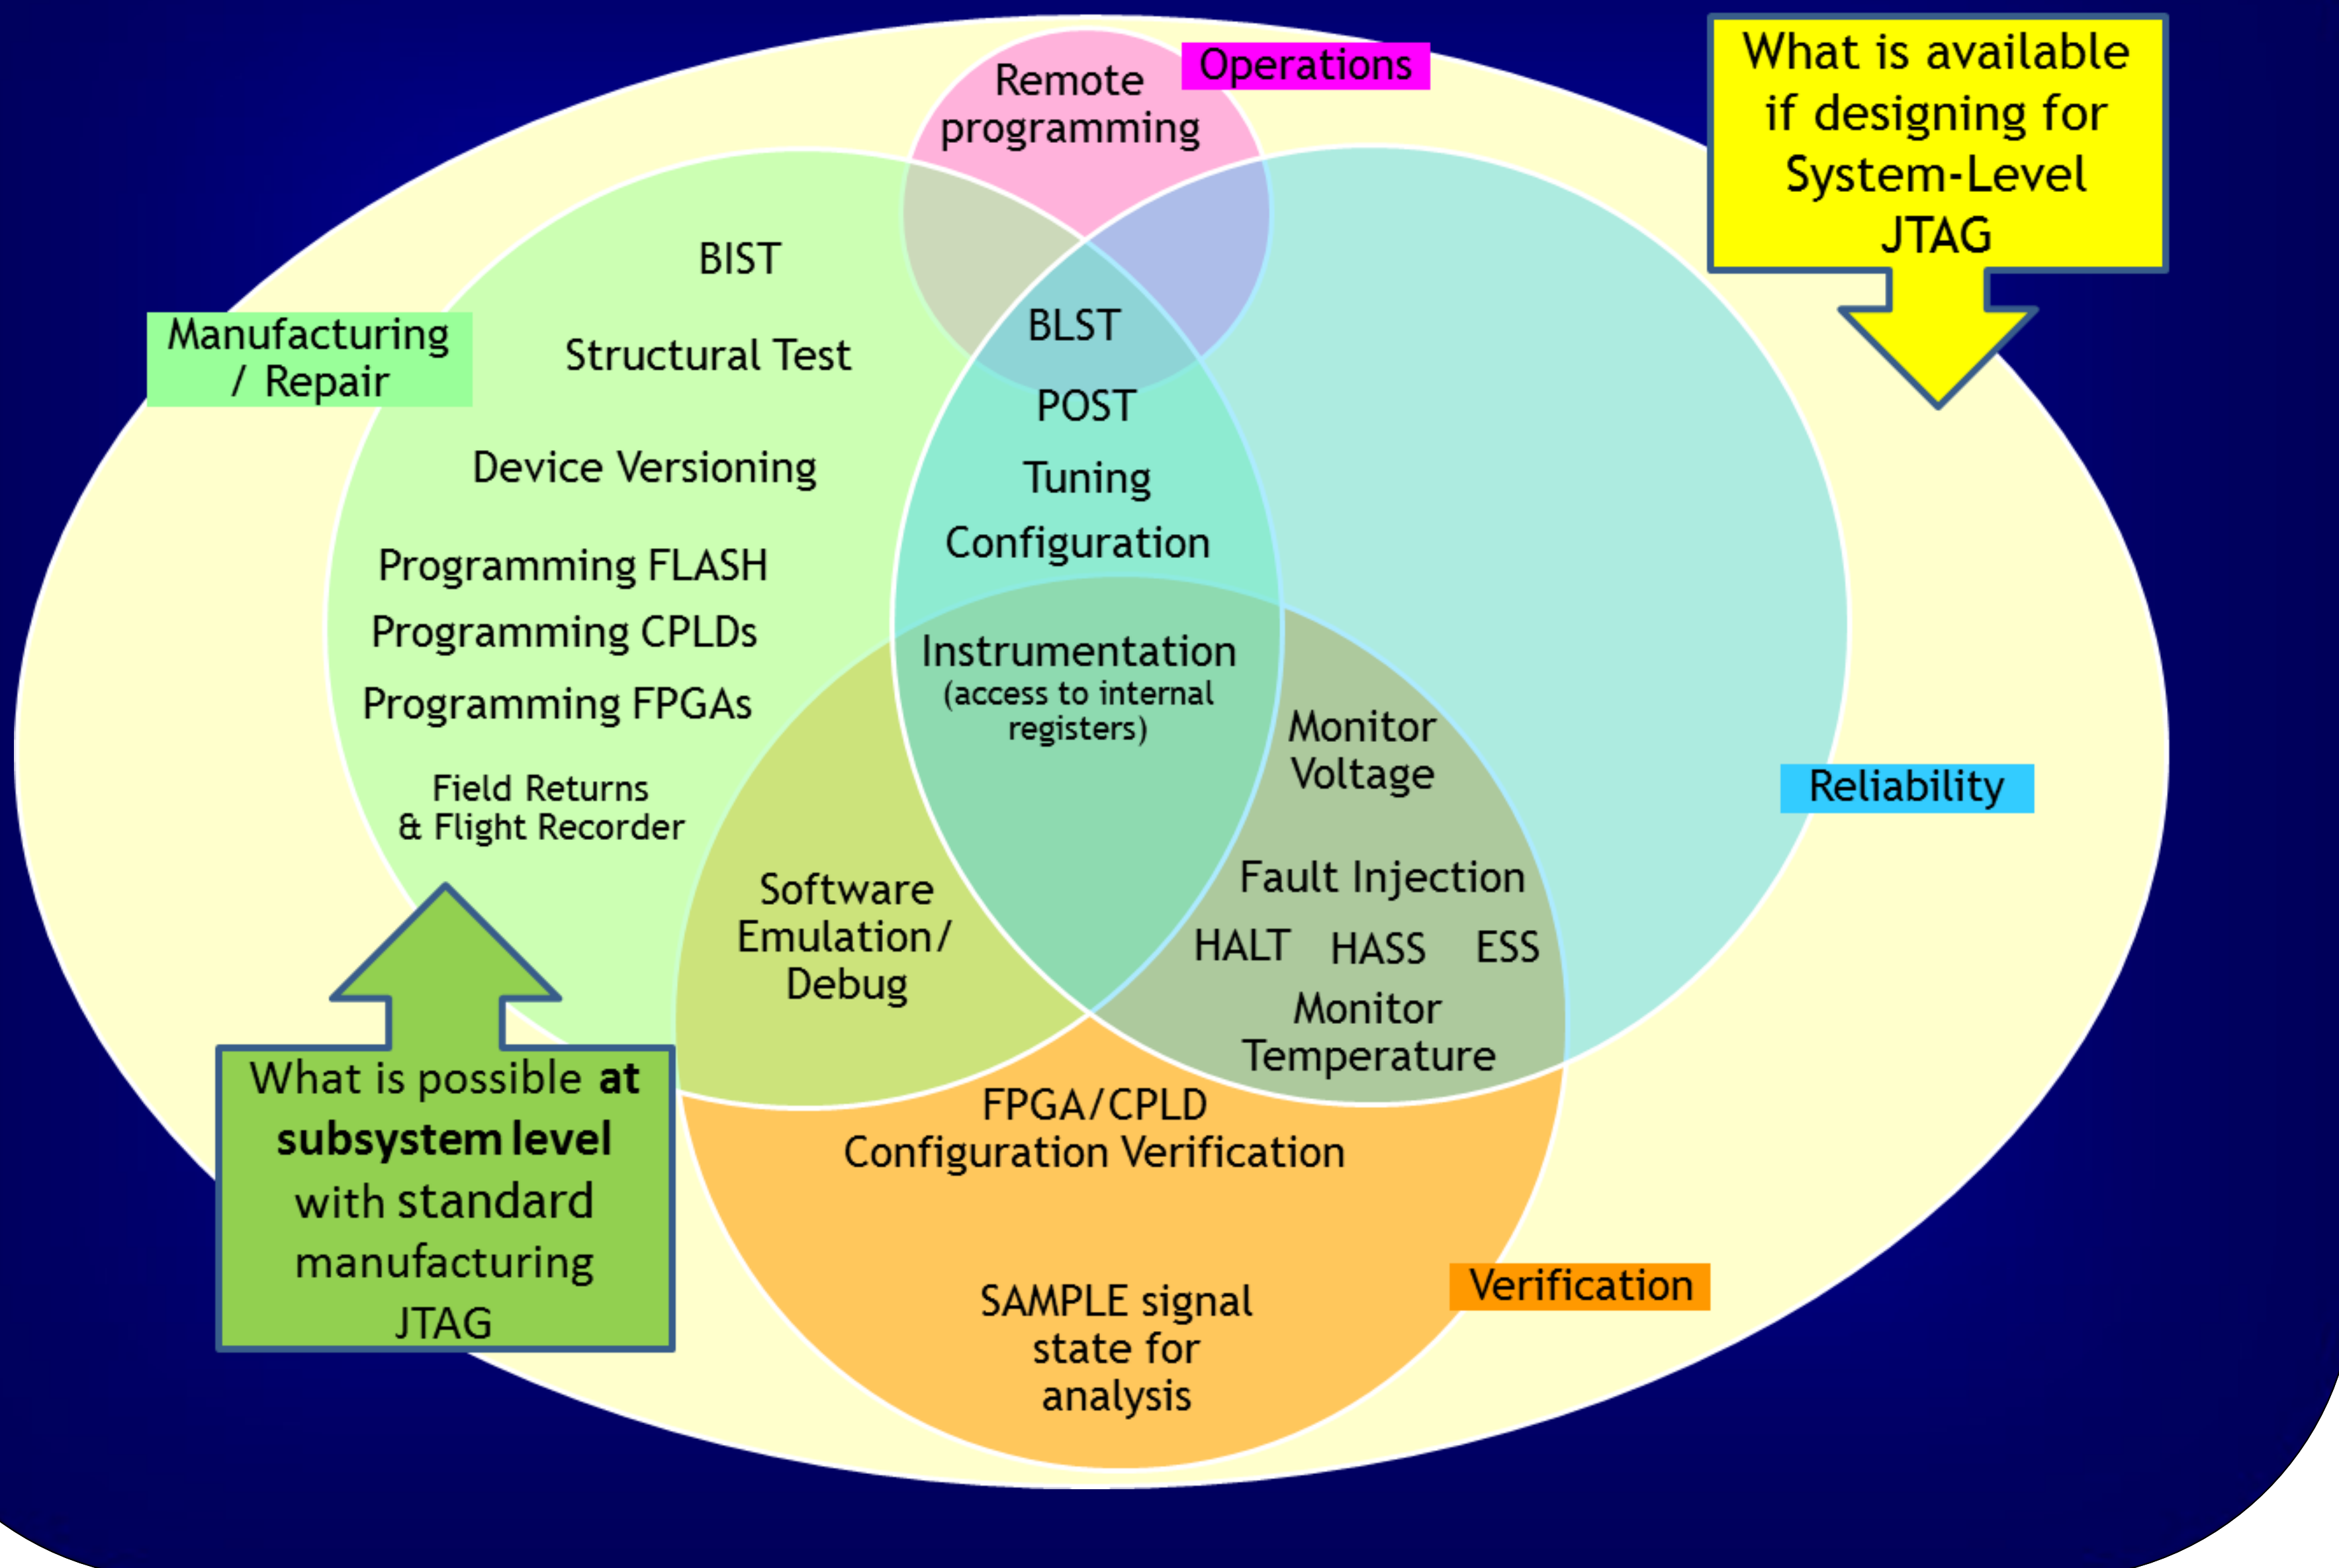 Remote
programming
Operations
What is available
if designing for
System-Level
JTAG
BIST
Structural Test
Device Versioning
Programming FLASH
Programming CPLDs
Programming FPGAs
Field Returns
& Flight Recorder
Manufacturing
/ Repair
BLST
POST
Tuning
Configuration
Instrumentation
(access to internal
registers)
Monitor
Voltage
Fault Injection
HALT HASS ESS
Monitor
Temperature
Reliability
Software
Emulation/
Debug
What is possible at
subsystem level
with standard
manufacturing
JTAG
FPGA/CPLD
Configuration Verification
SAMPLE signal
state for
analysis
Verification